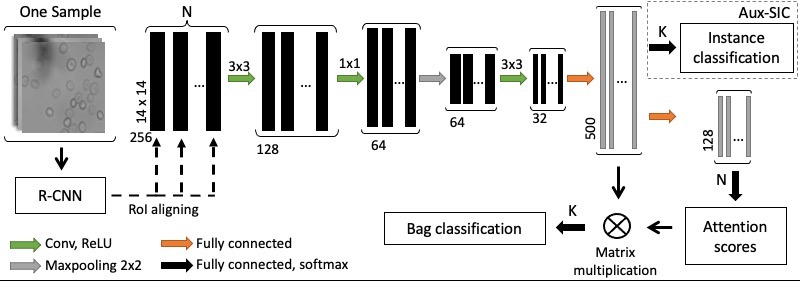 One Sample
N
Aux-SIC
K
Instance
classification
14 x 14
256
3x3
128
1x1
64
64
3x3
32
500
128
N
R-CNN
RoI aligning
Bag classification
K
Matrix
multiplication
Attention
scores
Conv, ReLU
Fully connected
Maxpooling 2x2
Fully connected, softmax
...
...
...
...
...
...
...